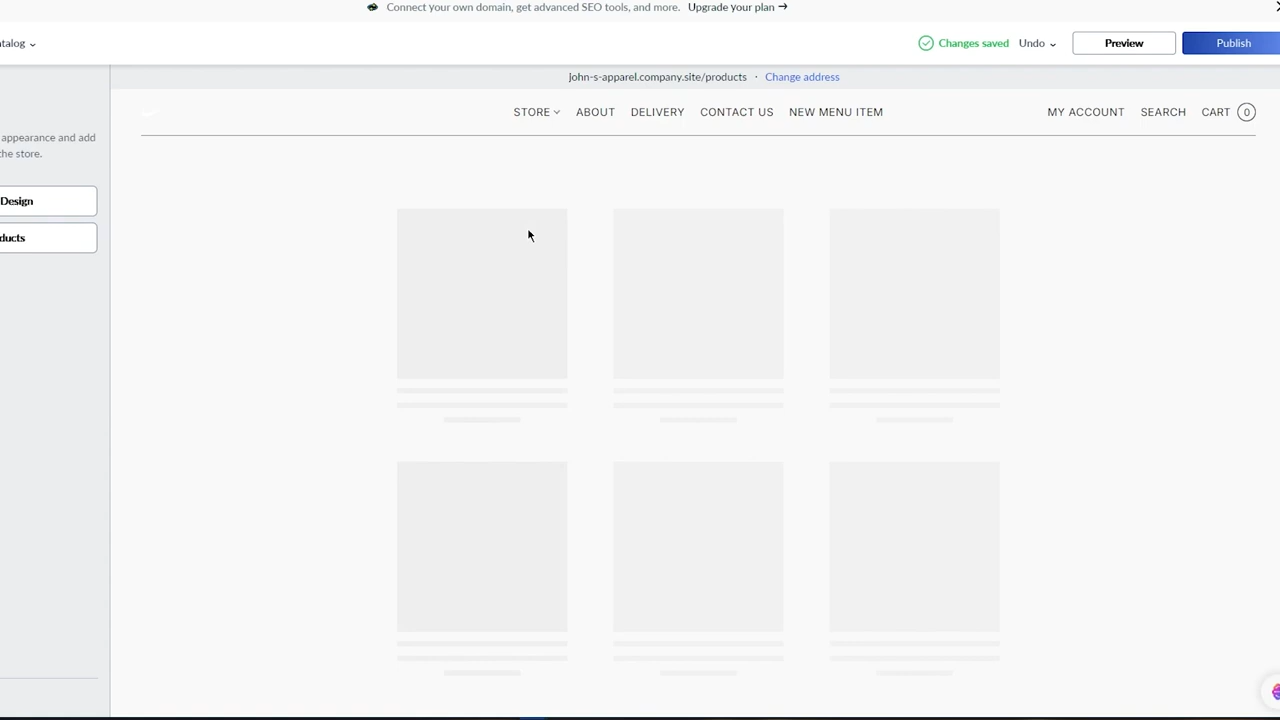 Connect your own domain, get advanced SEO tools, and more. Upgrade your plan →
Changes saved Undo Preview Publish
john-s-apparel.company.site/products · Change address
STORE ABOUT DELIVERY CONTACT US NEW MENU ITEM MY ACCOUNT SEARCH CART 0
appearance and add
the store.
Design